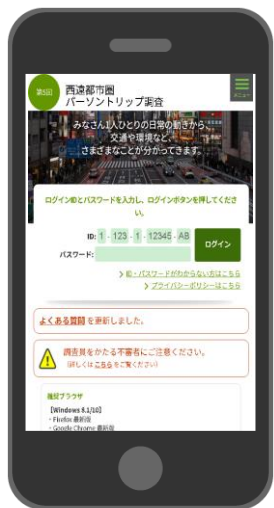 第5回
西遠都市圏
パーソントリップ調査
メニュー
みなさん1人ひとりの日常の動きから、
交通や環境など、
さまざまなことが分かってきます。
ログインIDとパスワードを入力し、ログインボタンを押してくださ
い。
ID: 1 - 123 - 1 - 12345 - AB
ログイン
パスワード:
ID・パスワードがわからない方はこちら
プライバシーポリシーはこちら
よくある質問 を更新しました。
調査員をかたる不審者にご注意ください。
(詳しくは こちら をご覧ください)
推奨ブラウザ
【Windows 8.1/10】
・Firefox 最新版
・Google Chrome 最新版